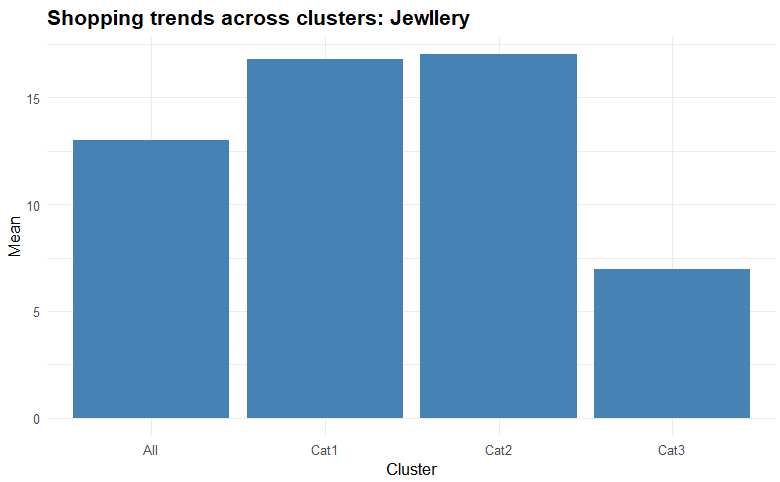 Shopping trends across clusters: Jewllery
Mean
15
10
5
0
All Cat1 Cat2 Cat3
Cluster